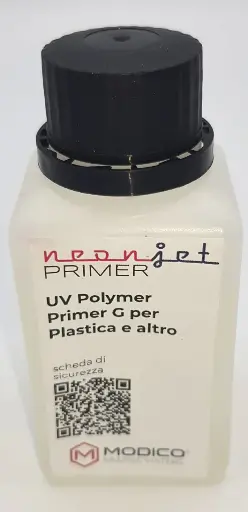 neonjet
PRIMER
UV Polymer
Primer G per
Plastica e altro
scheda di
sicurezza
MODICO